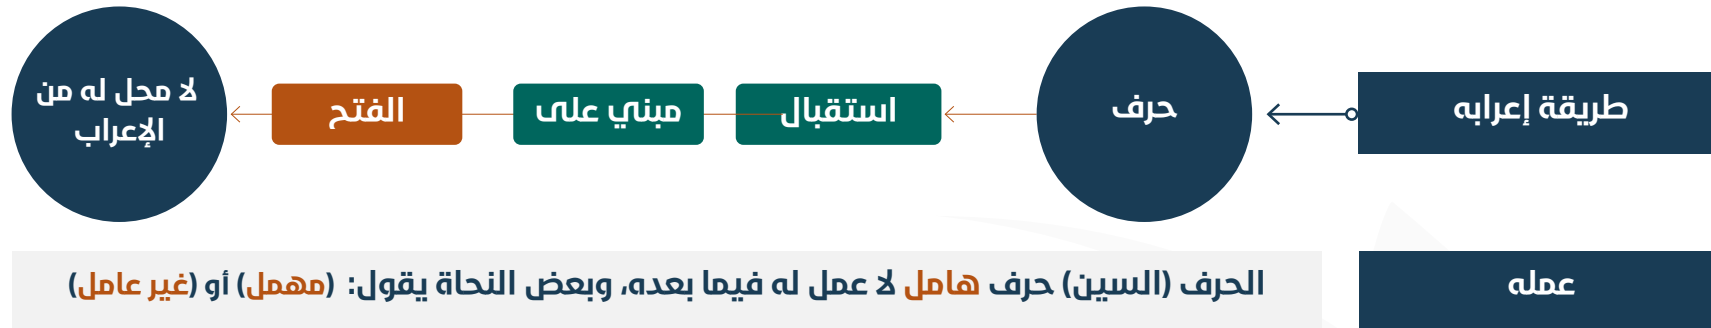 طريقة إعرابه
حرف
استقبال
مبني على
الفتح
لا محل له من
الإعراب
عمله
الحرف (السين) حرف هامل لا عمل له فيما بعده، وبعض النحاة يقول: (مهمل) أو (غير عامل)